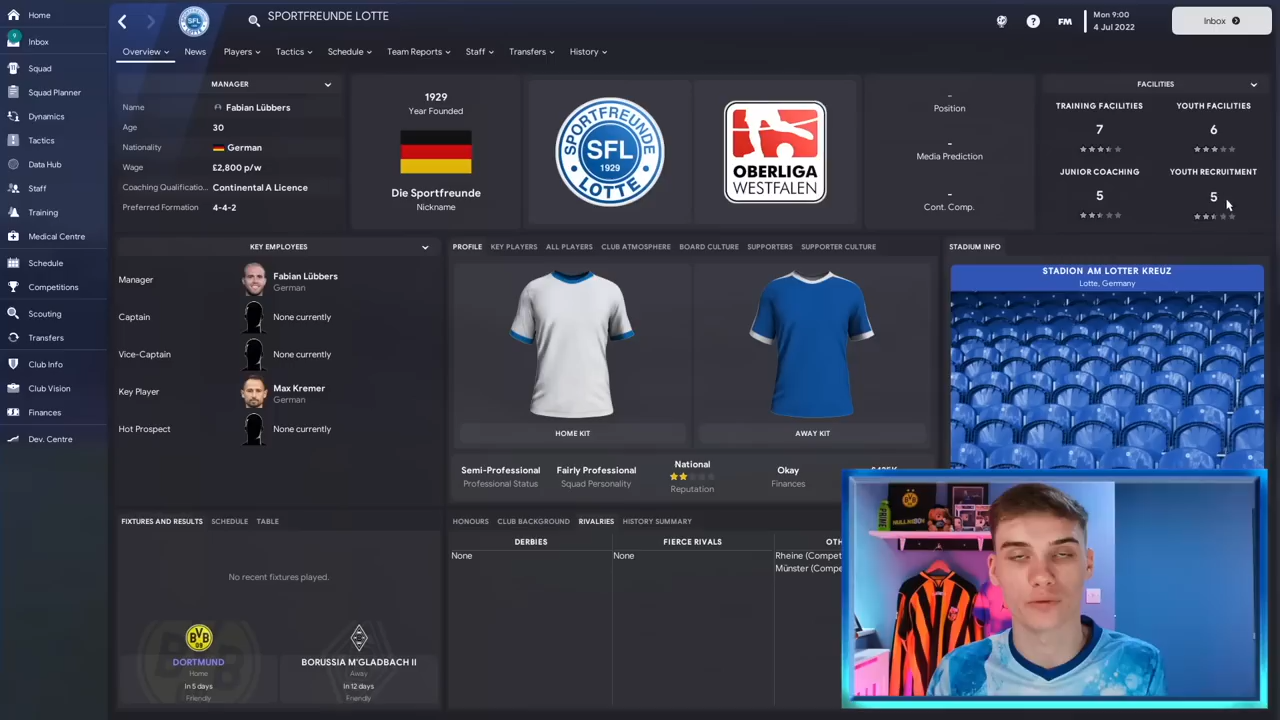 Home
9
Inbox
Squad
Squad Planner
Dynamics
Tactics
Data Hub
Staff
Training
Medical Centre
Schedule
Competitions
Scouting
Transfers
Club Info
Club Vision
Finances
Dev. Centre
SFL
SPORTFREUNDE LOTTE
?
FM
Mon 9:00
4 Jul 2022
Inbox
Overview
News
Players
Tactics
Schedule
Team Reports
Staff
Transfers
History
MANAGER
Name Fabian Lübbers
Age 30
Nationality German
Wage £2,800 p/w
Coaching Qualificatio... Continental A Licence
Preferred Formation 4-4-2
1929
Year Founded
Die Sportfreunde
Nickname
SPORTFREUNDE
SFL
1929
LOTTE
OBERLIGA
WESTFALEN
-
Position
-
Media Prediction
-
Cont. Comp.
FACILITIES
TRAINING FACILITIES
7
YOUTH FACILITIES
6
JUNIOR COACHING
5
YOUTH RECRUITMENT
5
KEY EMPLOYEES
Manager
Fabian Lübbers
German
Captain
None currently
Vice-Captain
None currently
Key Player
Max Kremer
German
Hot Prospect
None currently
PROFILE
KEY PLAYERS
ALL PLAYERS
CLUB ATMOSPHERE
BOARD CULTURE
SUPPORTERS
SUPPORTER CULTURE
HOME KIT
AWAY KIT
Semi-Professional
Professional Status
Fairly Professional
Squad Personality
National
Reputation
Okay
Finances
STADIUM INFO
STADION AM LOTTER KREUZ
Lotte, Germany
FIXTURES AND RESULTS
SCHEDULE
TABLE
No recent fixtures played.
BVB
09
DORTMUND
Home
In 5 days
Friendly
BORUSSIA M'GLADBACH II
Away
In 12 days
Friendly
HONOURS
CLUB BACKGROUND
RIVALRIES
HISTORY SUMMARY
DERBIES
None
FIERCE RIVALS
None
OTH
Rheine (Compet
Münster (Compe